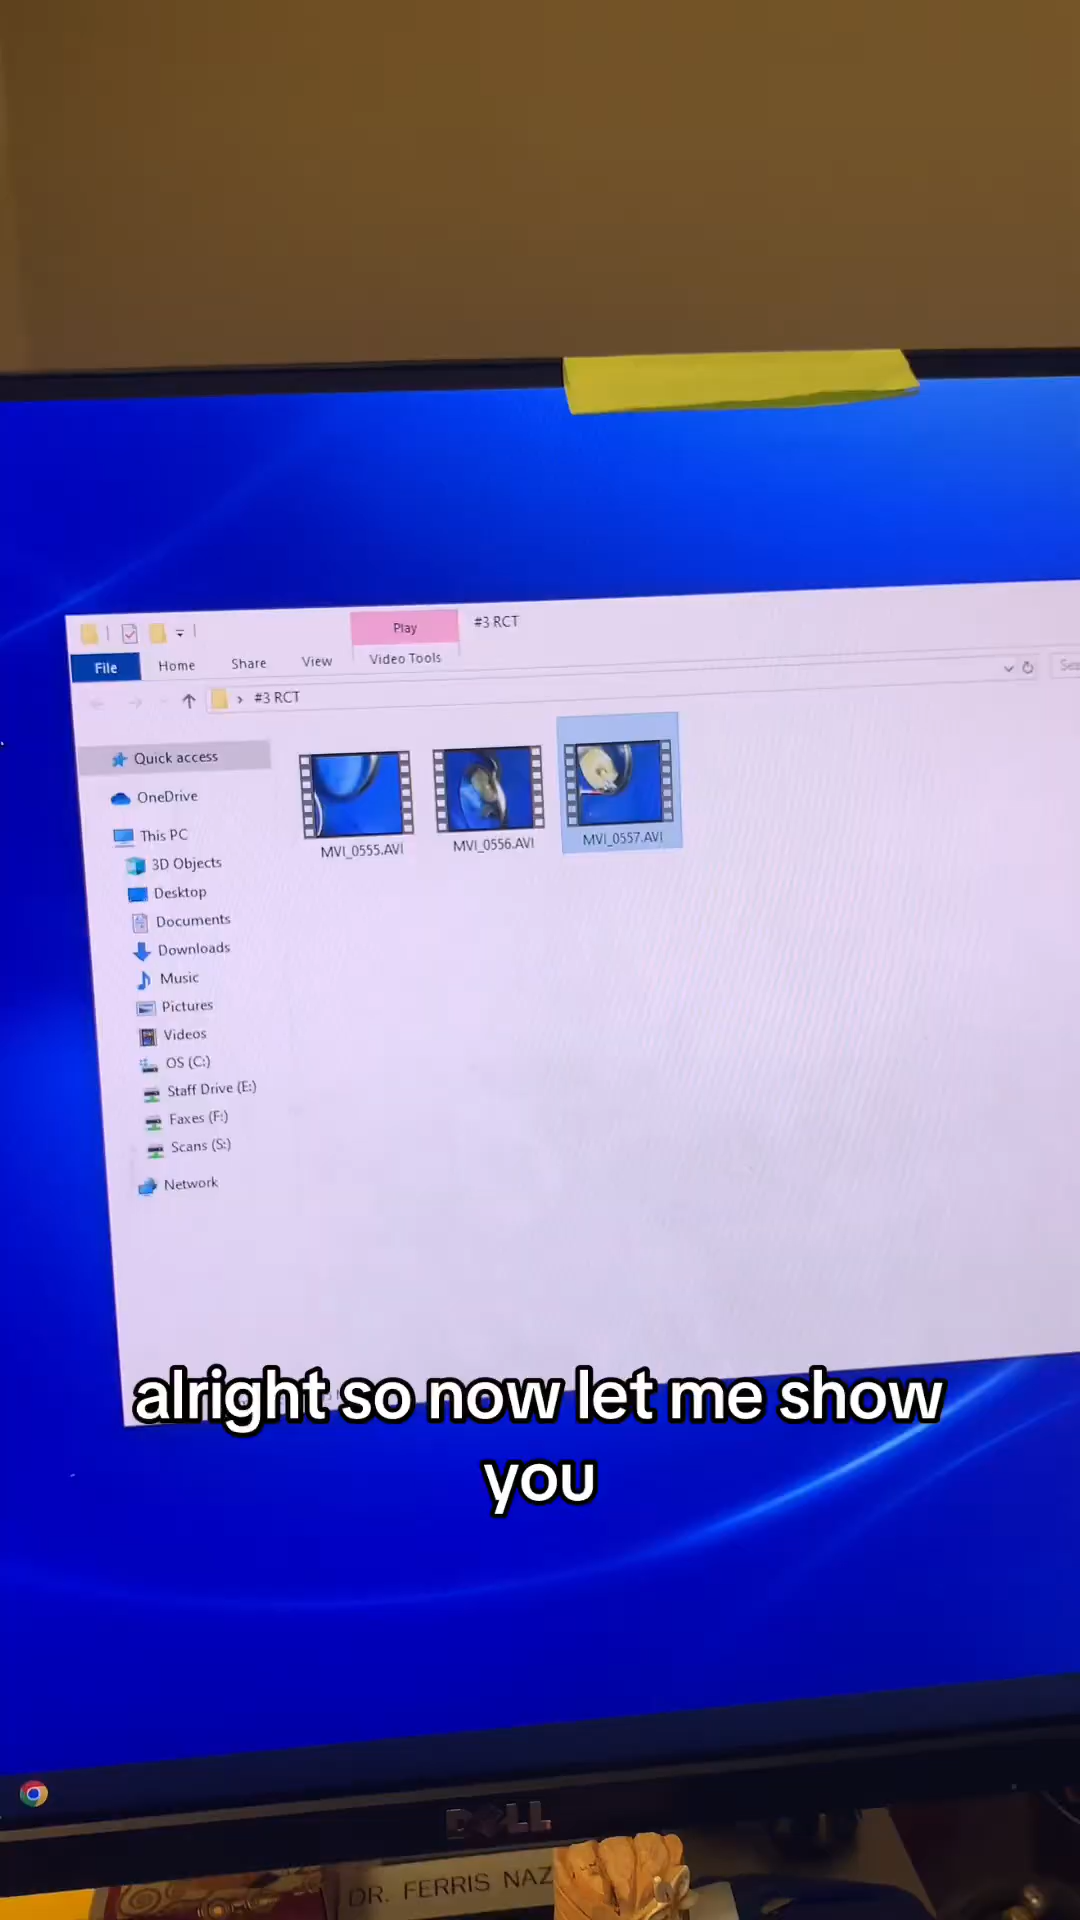 Play
#3 RCT
File
Home
Share
View
Video Tools
#3 RCT
Quick access
OneDrive
This PC
3D Objects
Desktop
Documents
Downloads
Music
Pictures
Videos
OS (C:)
Staff Drive (E:)
Faxes (F:)
Scans (S:)
Network
MVI_0555.AVI
MVI_0556.AVI
MVI_0557.AVI
alright so now let me show
you
DELL
DR. FERRIS NAZ